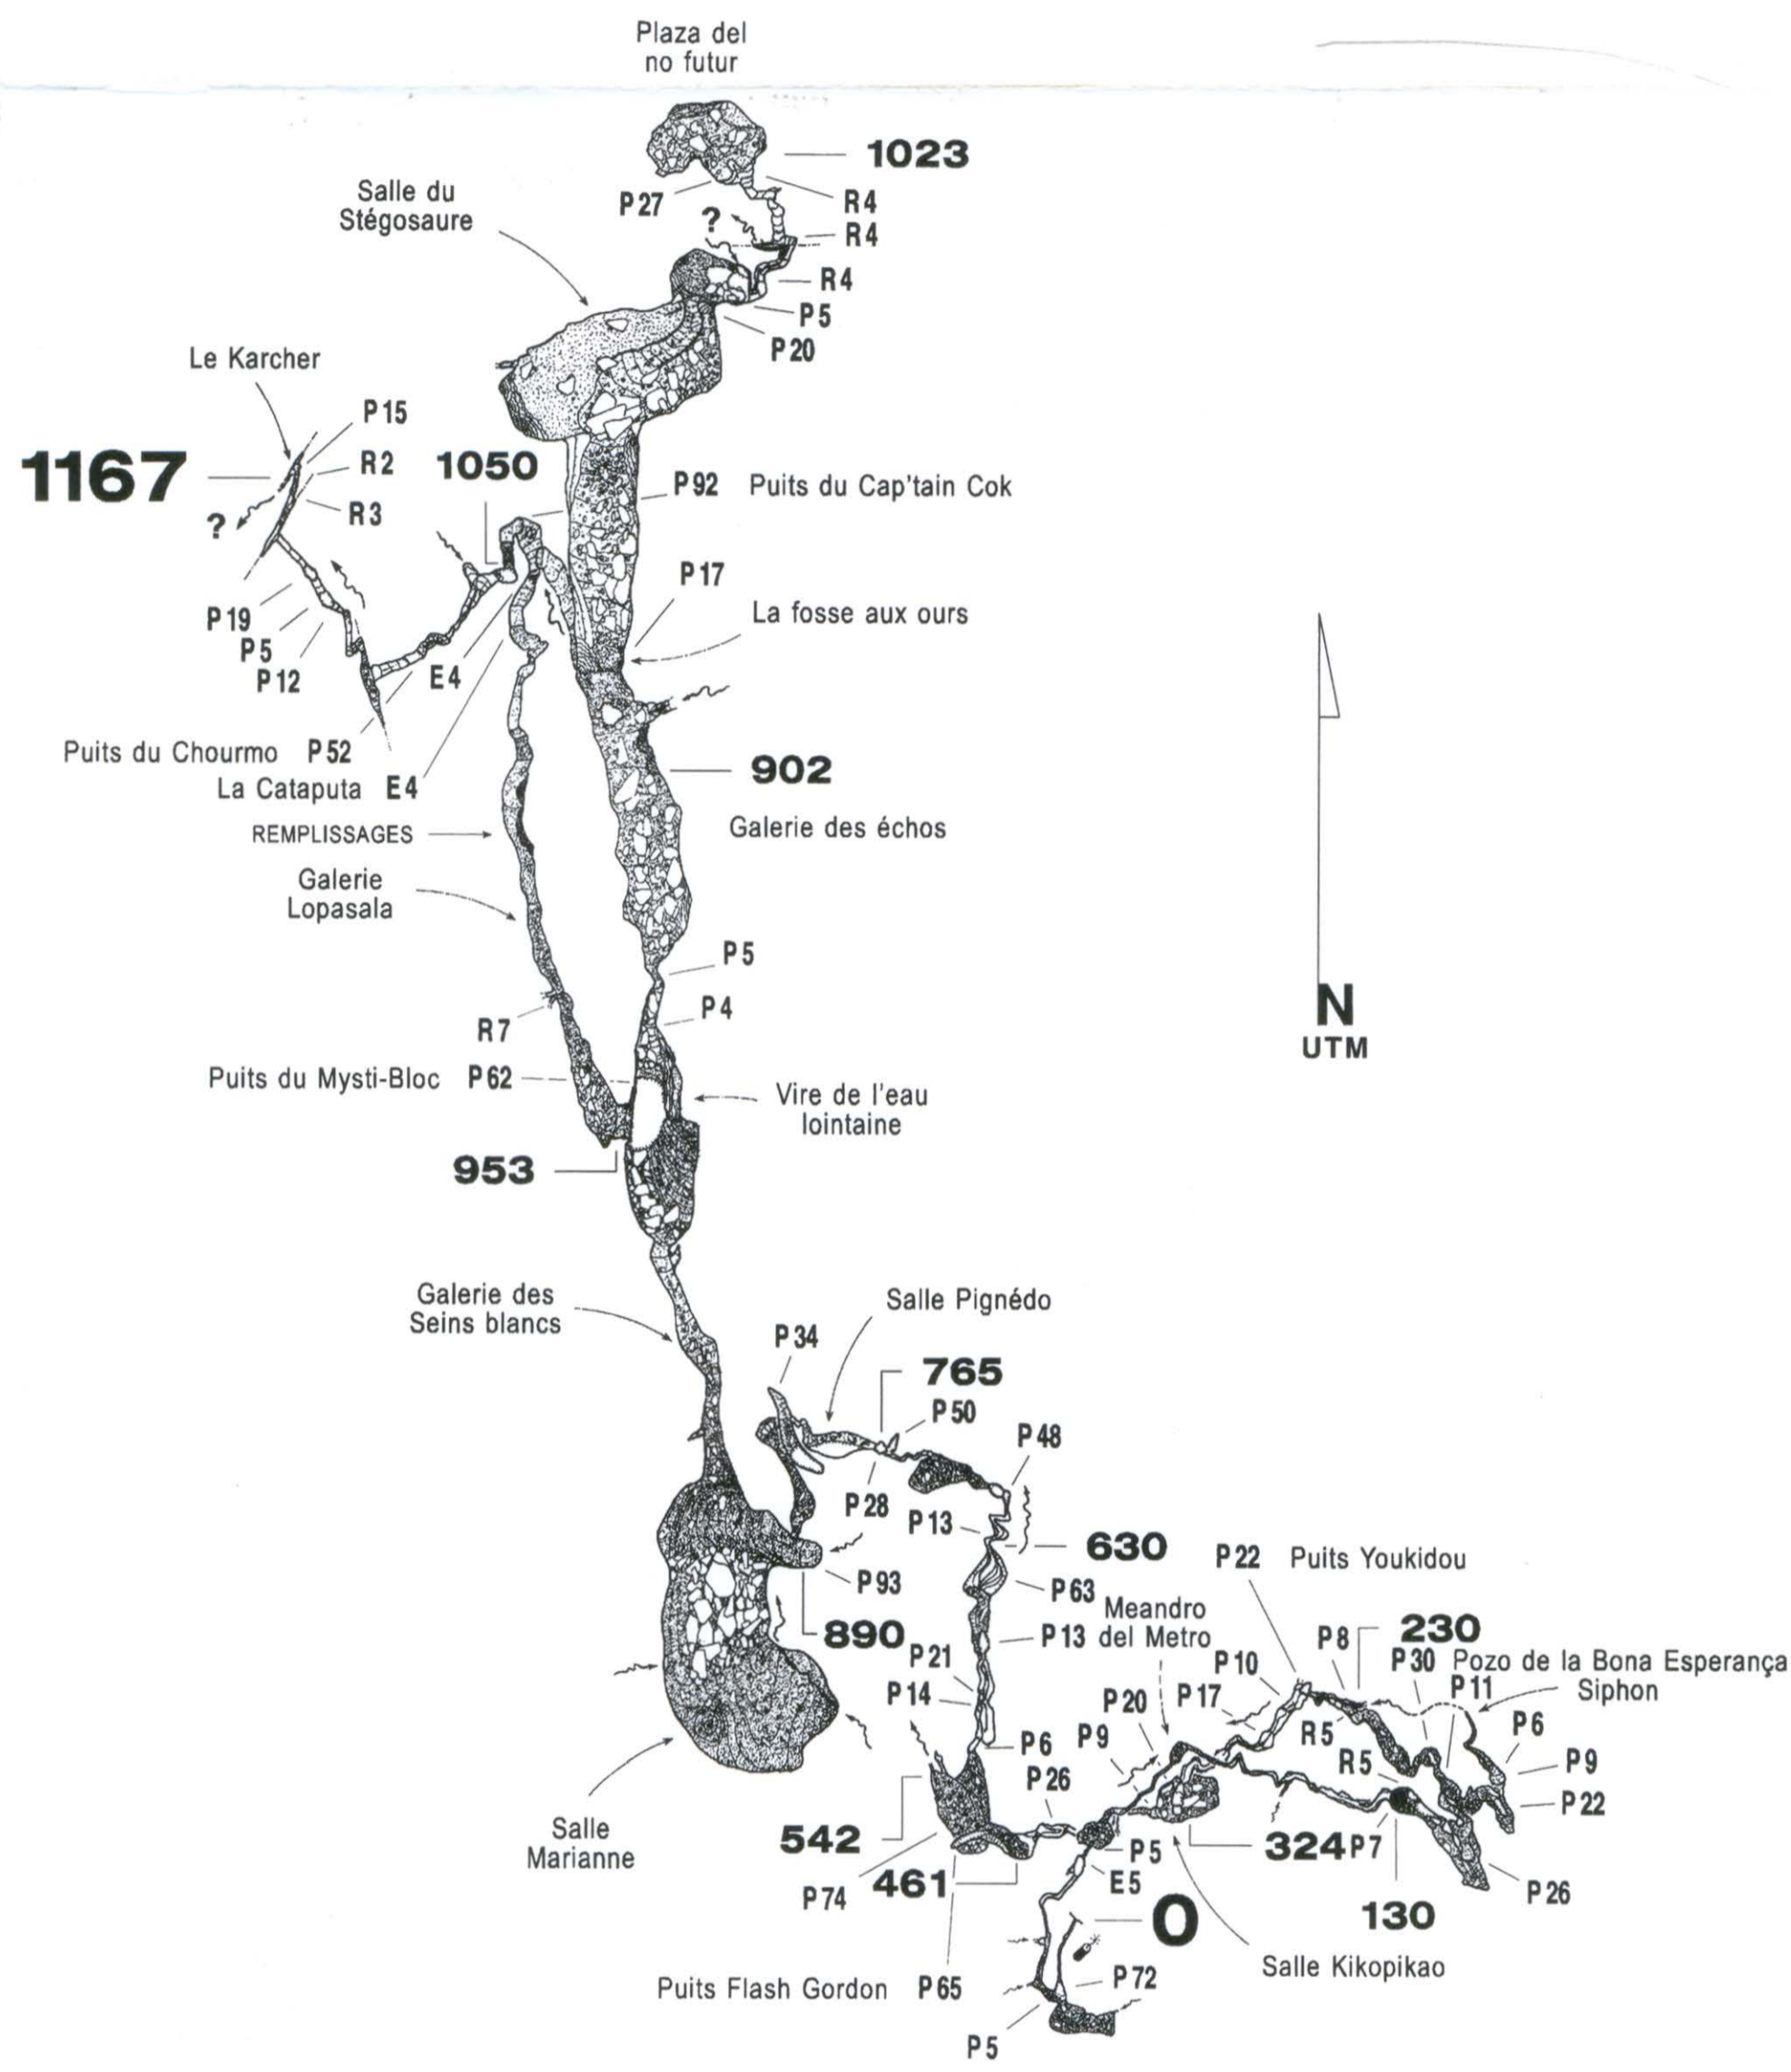 Plaza del
no futur
1023
Salle du
Stégosaure
P27
R4
?
R4
R4
P5
P20
Le Karcher
P15
1167
R2
1050
R3
?
P92 Puits du Cap'tain Cok
P17
La fosse aux ours
P19
P5
P12
E4
Puits du Chourmo P52
La Cataputa E4
902
REMPLISSAGES
Galerie des échos
Galerie
Lopasala
P5
P4
R7
Puits du Mysti-Bloc P62
Vire de l'eau
lointaine
953
Galerie des
Seins blancs
Salle Pignédo
P34
765
P50
P48
P28
P13
630
P22 Puits Youkidou
P93
P63
890
Meandro
del Metro
P13
P21
P14
P8
230
P10
P30
Pozo de la Bona Esperança
P11
Siphon
P20
P17
P9
R5
P6
R5
P9
P6
P26
P22
Salle
Marianne
542
P5
324
P7
461
P74
E5
P26
0
130
Salle Kikopikao
Puits Flash Gordon P65
P72
P5
N
UTM